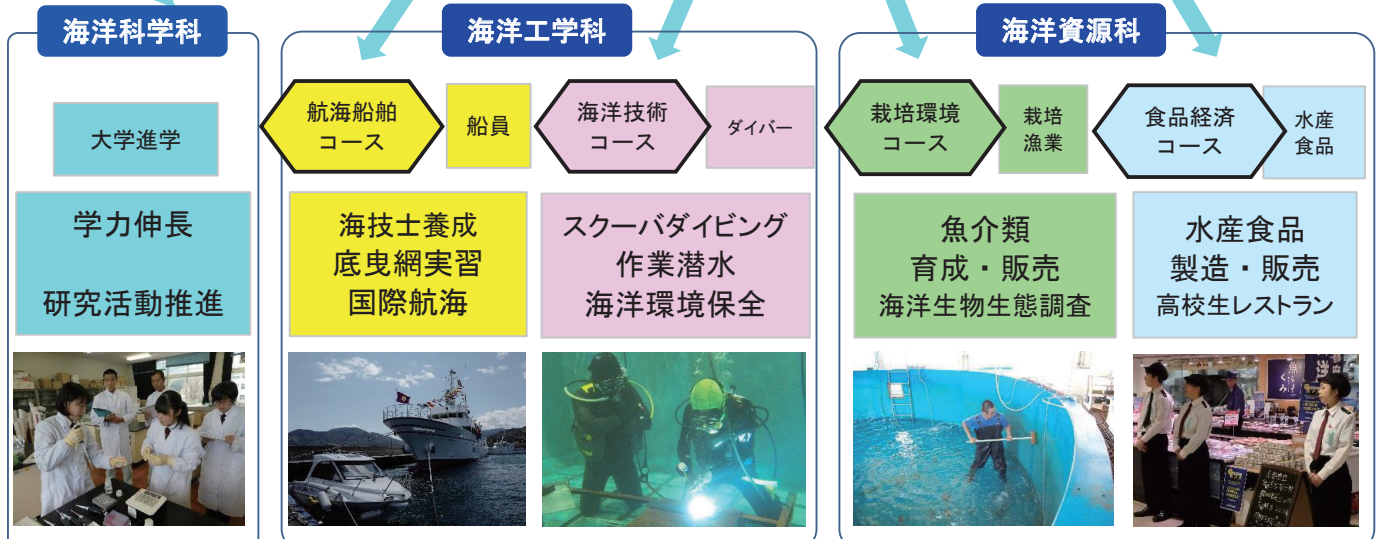 海洋科学科
大学進学
学力伸長
研究活動推進
海洋工学科
航海船舶
コース
船員
海技士養成
底曳網実習
国際航海
海洋技術
コース
ダイバー
スクーバダイビング
作業潜水
海洋環境保全
海洋資源科
栽培環境
コース
栽培
漁業
魚介類
育成・販売
海洋生物生態調査
食品経済
コース
水産
食品
水産食品
製造・販売
高校生レストラン